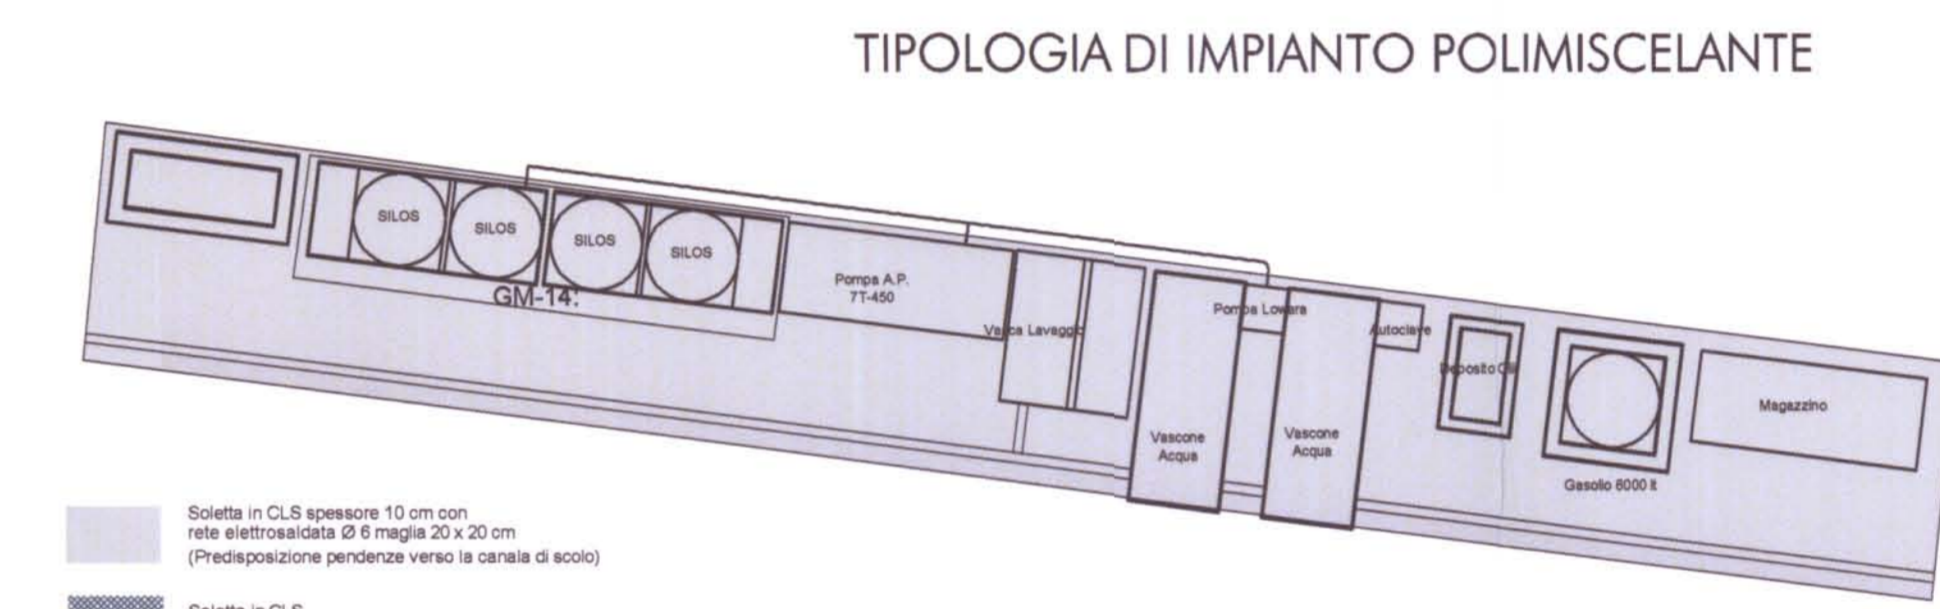 TIPOLOGIA DI IMPIANTO POLIMISCELANTE
SILOS
SILOS
SILOS
SILOS
GM-14:
Pompa A.P.
7T-450
Vasca Lavaggio
Pompa Lowara
Autoclave
Vascone
Acqua
Vascone
Acqua
Deposito Olii
Gasolio 6000 lt
Magazzino
Soletta in CLS spessore 10 cm con
rete elettrosaldata Ø 6 maglia 20 x 20 cm
(Predisposizione pendenze verso la canala di scolo)
Soletta in CLS